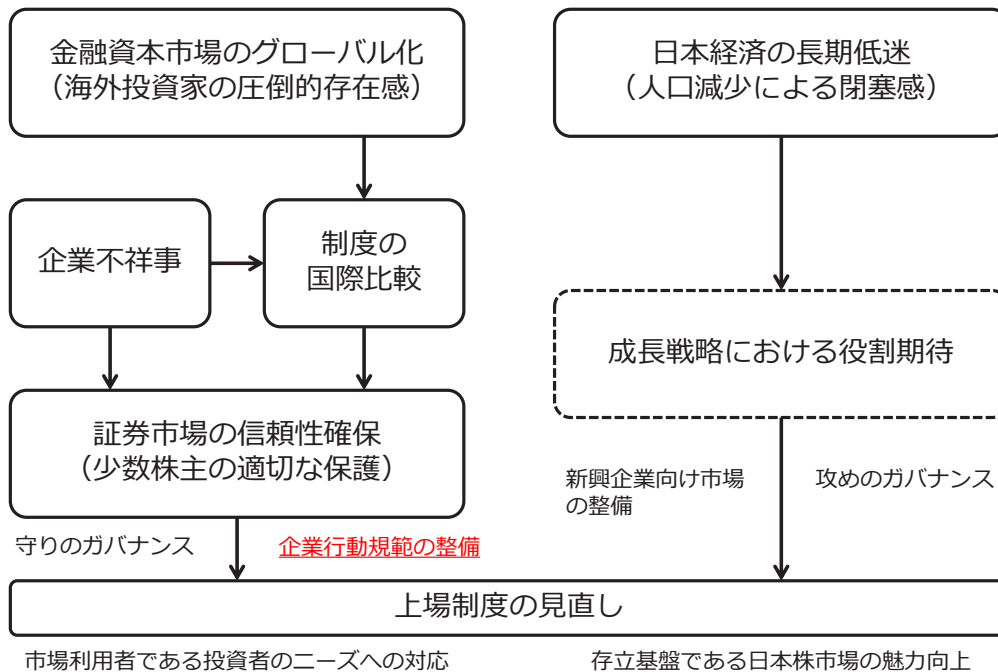 金融資本市場のグローバル化
（海外投資家の圧倒的存在感）
日本経済の長期低迷
（人口減少による閉塞感）
企業不祥事
制度の
国際比較
成長戦略における役割期待
証券市場の信頼性確保
（少数株主の適切な保護）
新興企業向け市場
の整備
攻めのガバナンス
守りのガバナンス
企業行動規範の整備
上場制度の見直し
市場利用者である投資者のニーズへの対応
存立基盤である日本株市場の魅力向上